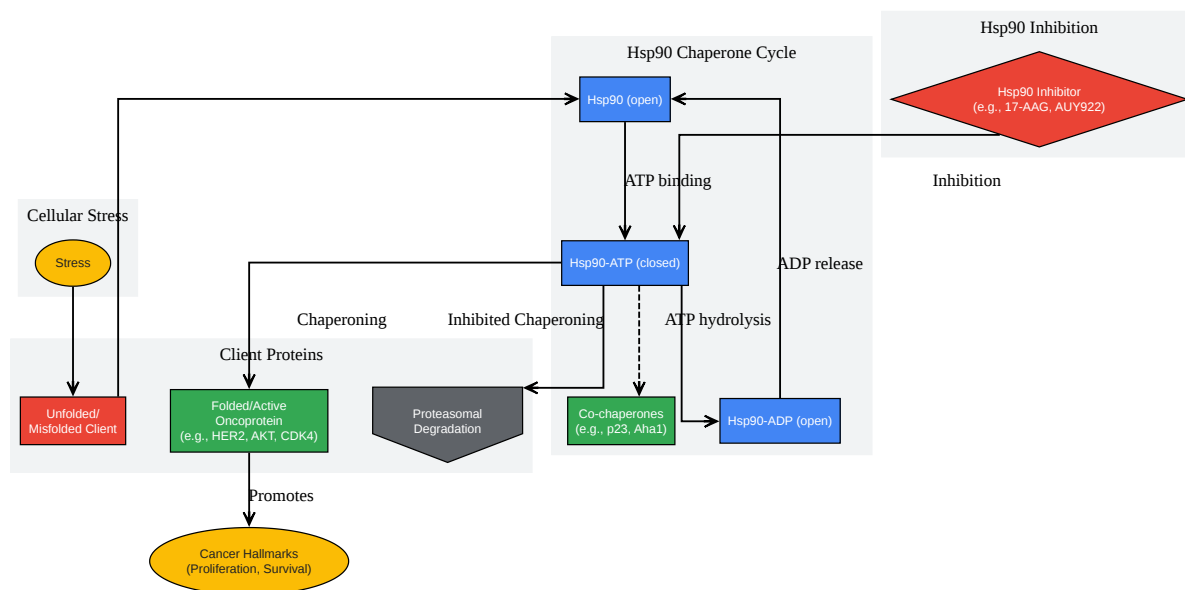 Hsp90 Inhibition
Hsp90 Chaperone Cycle
Hsp90 Inhibitor
(e.g., 17-AAG, AUY922)
Hsp90 (open)
ATP binding
Inhibition
Cellular Stress
Stress
Hsp90-ATP (closed)
ADP release
Chaperoning
Inhibited Chaperoning
ATP hydrolysis
Client Proteins
Unfolded/
Misfolded Client
Folded/Active
Oncoprotein
(e.g., HER2, AKT, CDK4)
Proteasomal
Degradation
Co-chaperones
(e.g., p23, Aha1)
Hsp90-ADP (open)
Promotes
Cancer Hallmarks
(Proliferation, Survival)